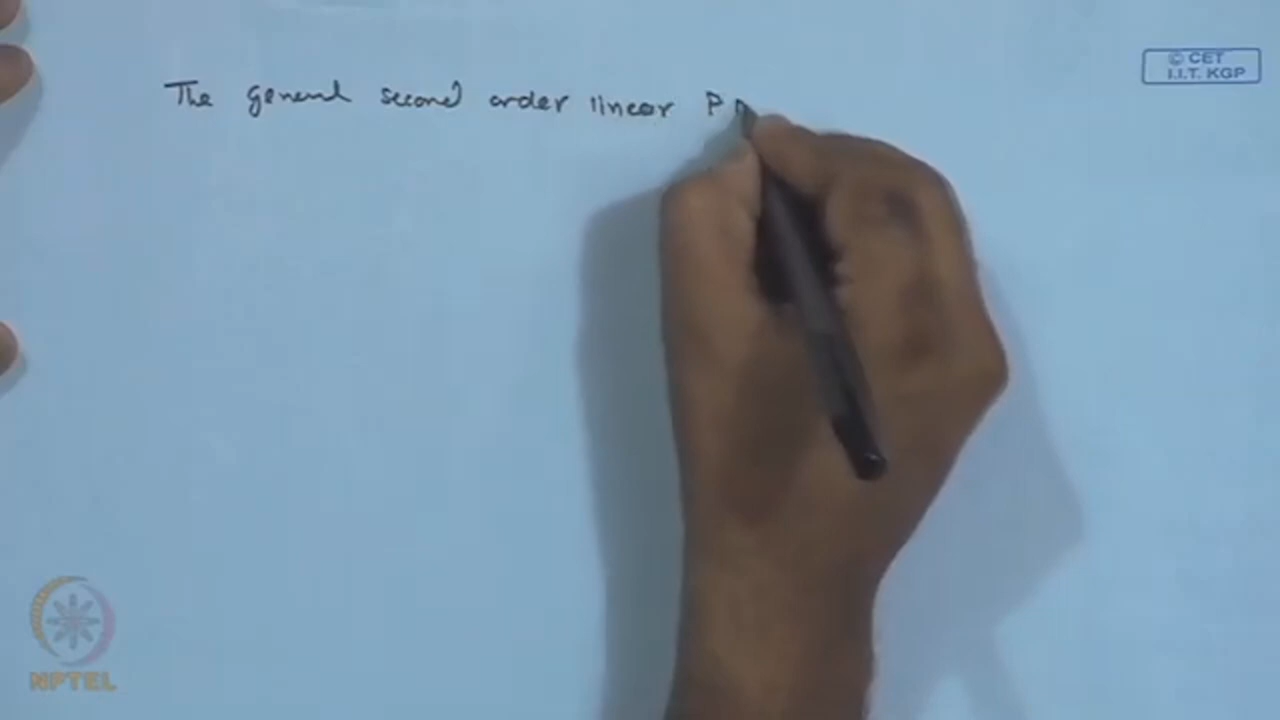 © CET
I.I.T. KGP
The general second order linear P
NPTEL